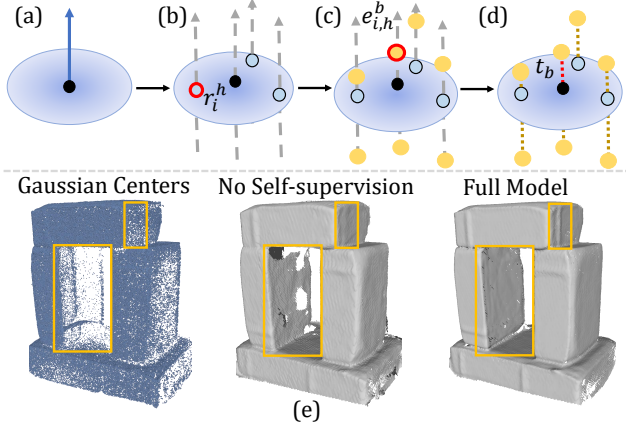 (a) (b) (c) (d)
$e_{i,h}^{b}$
$r_i^h$
$t_b$
Gaussian Centers No Self-supervision Full Model
(e)